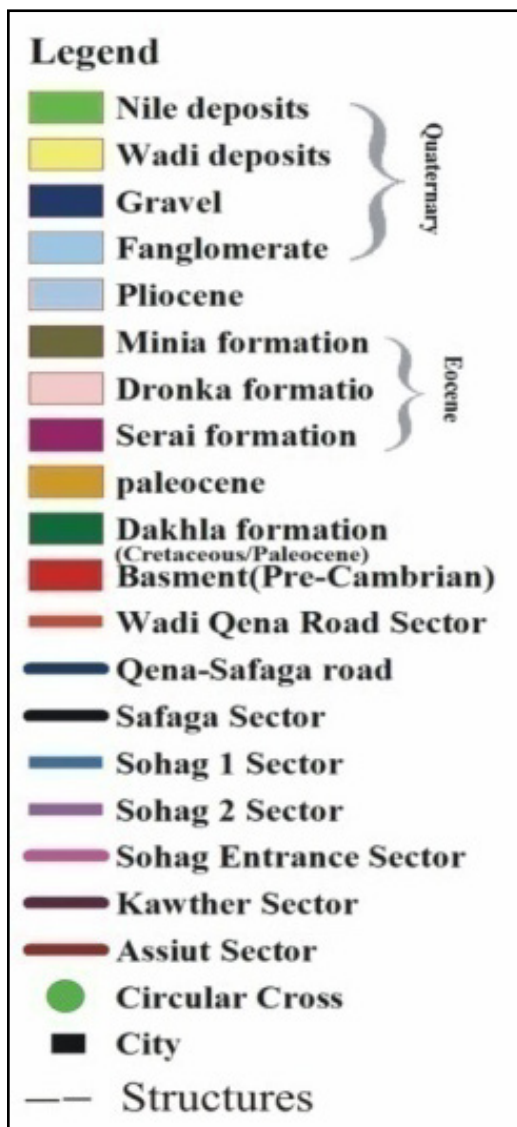 Legend
Nile deposits
Wadi deposits
Gravel
Fanglomerate
Quaternary
Pliocene
Minia formation
Dronka formatio
Serai formation
Eocene
paleocene
Dakhla formation
(Cretaceous/Paleocene)
Basment(Pre-Cambrian)
Wadi Qena Road Sector
Qena-Safaga road
Safaga Sector
Sohag 1 Sector
Sohag 2 Sector
Sohag Entrance Sector
Kawther Sector
Assiut Sector
Circular Cross
City
Structures